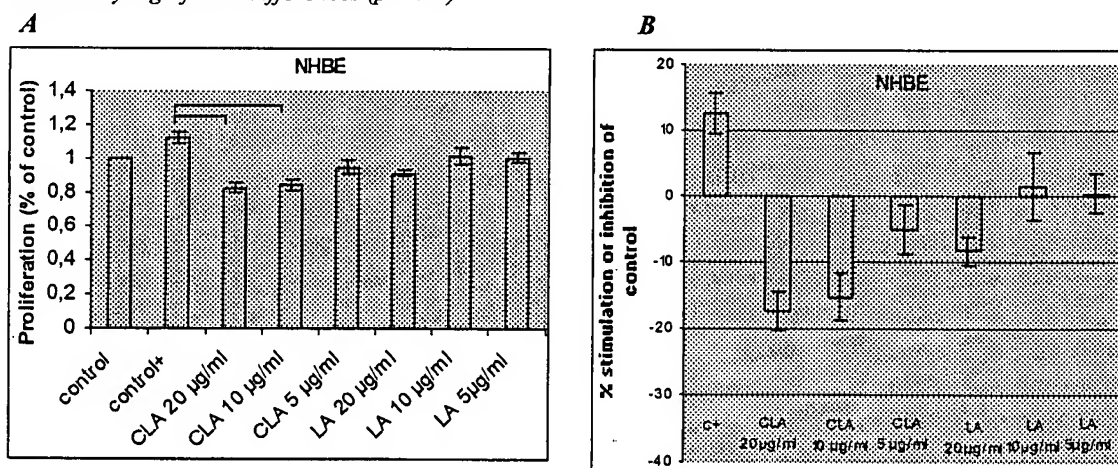 A
NHBE
Proliferation (% of control)
1,4
1,2
1
0,8
0,6
0,4
0,2
0
control
control+
CLA 20 µg/ml
CLA 10 µg/ml
CLA 5 µg/ml
LA 20 µg/ml
LA 10 µg/ml
LA 5µg/ml
B
NHBE
% stimulation or inhibition of
control
20
10
0
-10
-20
-30
-40
C+
CLA
20µg/ml
CLA
10 µg/ml
CLA
5 µg/ml
LA
20µg/ml
LA
10µg/ml
LA
5µg/ml